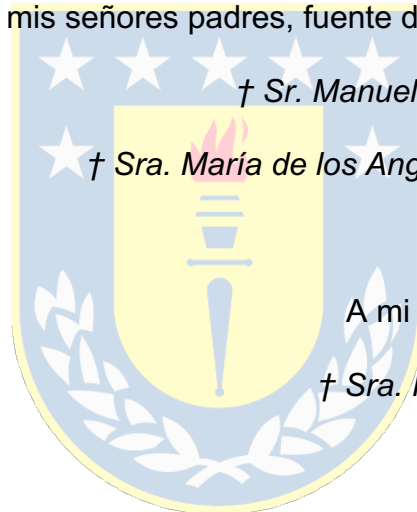 mis señores padres, fuente d
† Sr. Manuel
† Sra. María de los Ang
A mi
† Sra.